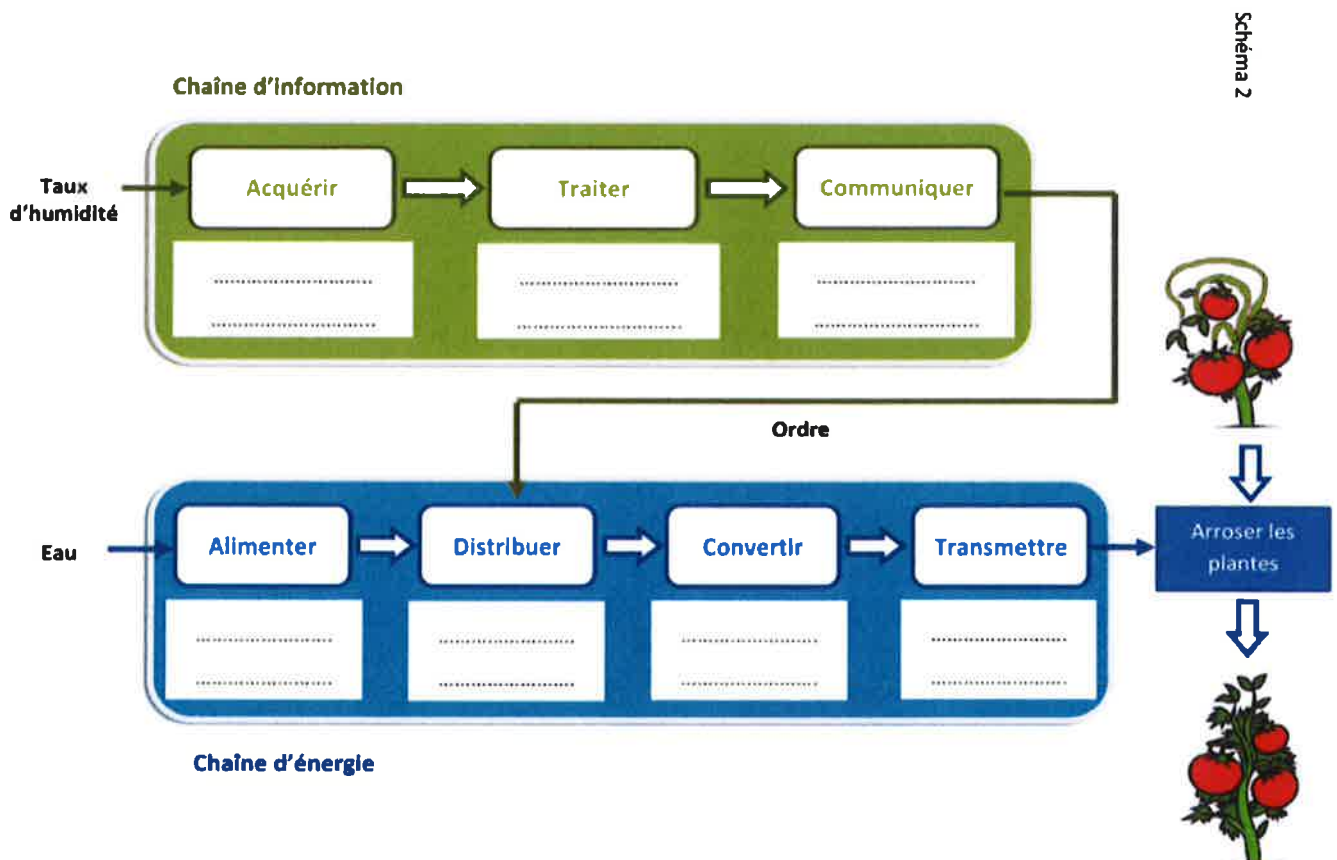 Schéma 2
Chaîne d'information
Taux
d'humidité
Acquérir
Traiter
Communiquer
....................................
....................................
....................................
....................................
....................................
....................................
Ordre
Eau
Alimenter
Distribuer
Convertir
Transmettre
Arroser les
plantes
..............................
..............................
..............................
..............................
..............................
..............................
..............................
..............................
Chaîne d'énergie